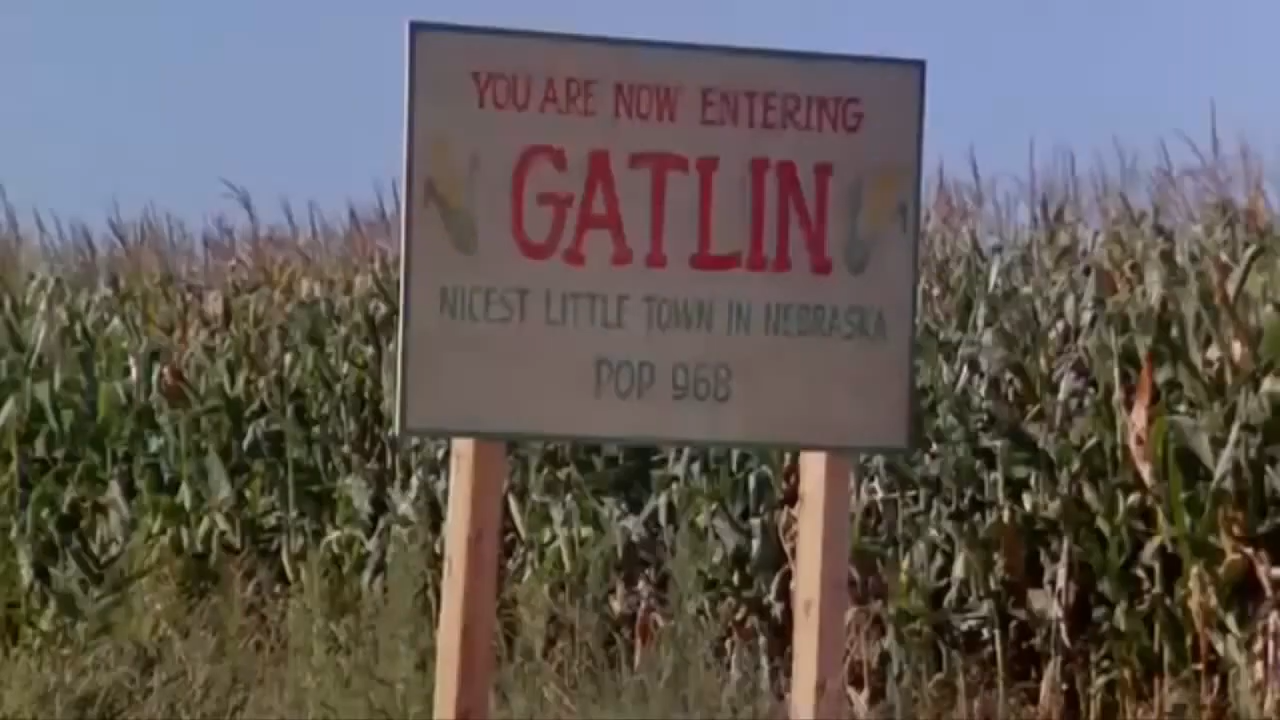 YOU ARE NOW ENTERING
GATLIN
NICEST LITTLE TOWN IN NEBRASKA
POP 968